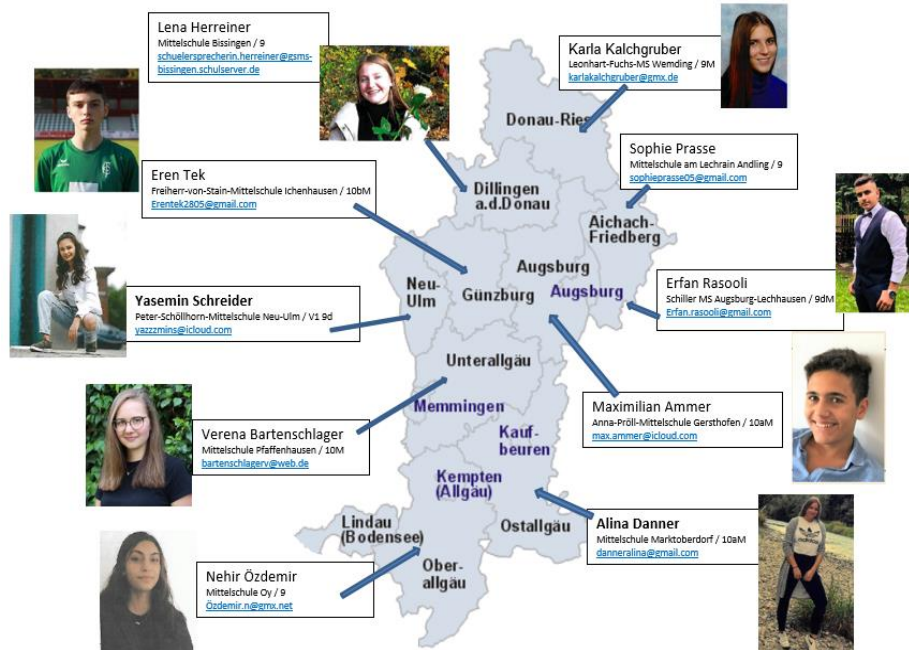 Lena Herreiner
Mittelschule Bissingen / 9
schuelersprecherin.herreiner@gsms-
bissingen.schulserver.de
Karla Kalchgruber
Leonhart-Fuchs-MS Wemding / 9M
karlakalchgruber@gmx.de
Donau-Ries
Sophie Prasse
Mittelschule am Lechrain Aindling / 9
sophieprasse05@gmail.com
Eren Tek
Freiherr-von-Stain-Mittelschule Ichenhausen / 10bM
Erentek2805@gmail.com
Dillingen
a.d.Donau
Aichach-
Friedberg
Neu-
Ulm
Günzburg
Augsburg
Augsburg
Erfan Rasooli
Schiller MS Augsburg-Lechhausen / 9dM
Erfan.rasooli@gmail.com
Yasemin Schreider
Peter-Schöllhorn-Mittelschule Neu-Ulm / V1 9d
yazzzmins@icloud.com
Unterallgäu
Memmingen
Maximilian Ammer
Anna-Pröll-Mittelschule Gersthofen / 10aM
max.ammer@icloud.com
Verena Bartenschlager
Mittelschule Pfaffenhausen / 10M
bartenschlagerv@web.de
Kauf-
beuren
Kempten
(Allgäu)
Lindau
(Bodensee)
Ostallgäu
Alina Danner
Mittelschule Marktoberdorf / 10aM
danneralina@gmail.com
Ober-
allgäu
Nehir Özdemir
Mittelschule Oy / 9
Özdemir.n@gmx.net